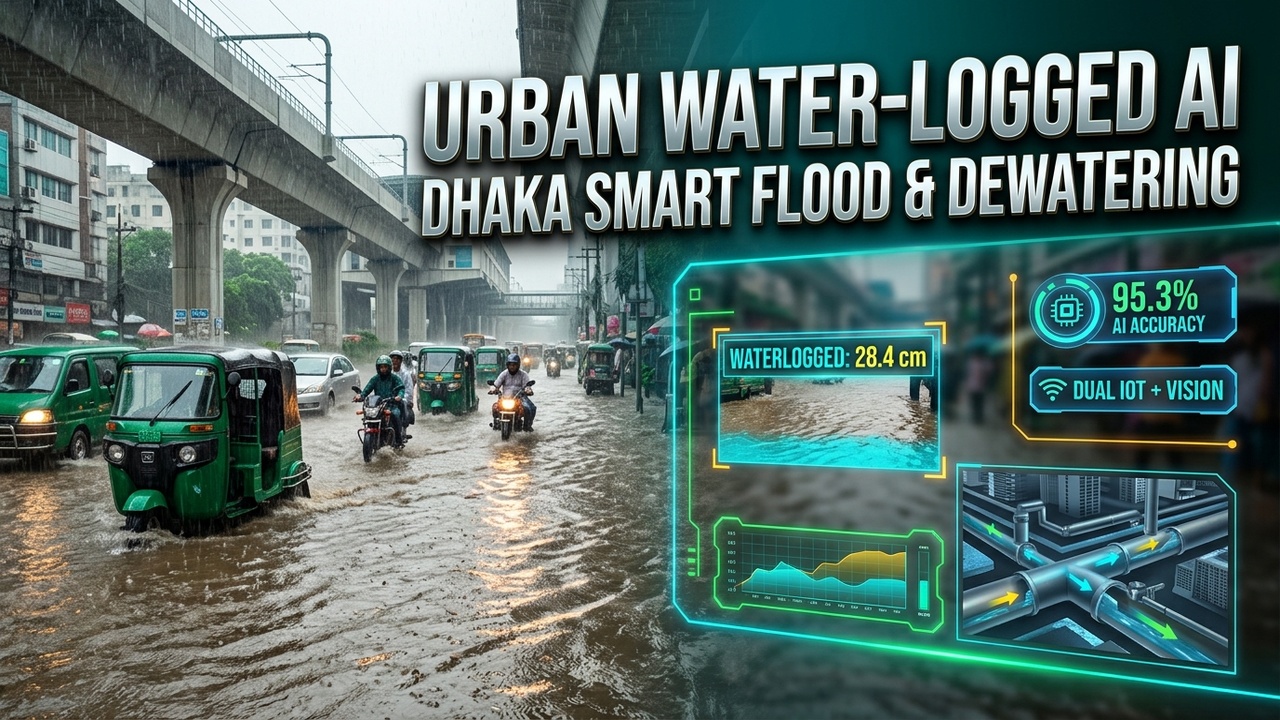 URBAN WATER-LOGGED AI
DHAKA SMART FLOOD & DEWATERING
95.3%
AI ACCURACY
WATERLOGGED: 28.4 cm
DUAL IOT + VISION